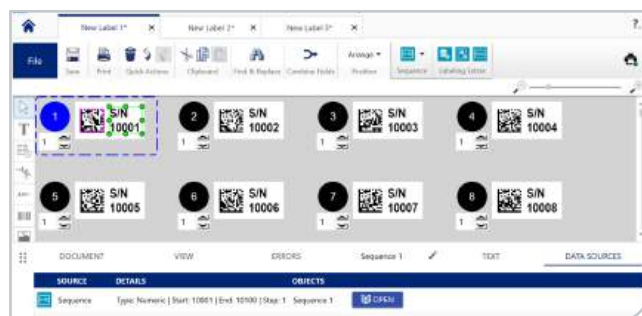 New Label 1* × New Label 2* × New Label 3* × ?
File Save Print Quick Actions Clipboard Find & Replace Combine Fields Arrange Position Sequence Labeling Editor
1 S/N 10001 1
2 S/N 10002 1
3 S/N 10003 1
4 S/N 10004 1
5 S/N 10005 1
6 S/N 10006 1
7 S/N 10007 1
8 S/N 10008 1
DOCUMENT VIEW ERRORS Sequence 1 TEXT DATA SOURCES
SOURCE DETAILS OBJECTS
Sequence Type: Numeric | Start: 10001 | End: 10100 | Step: 1 Sequence 1 OPEN